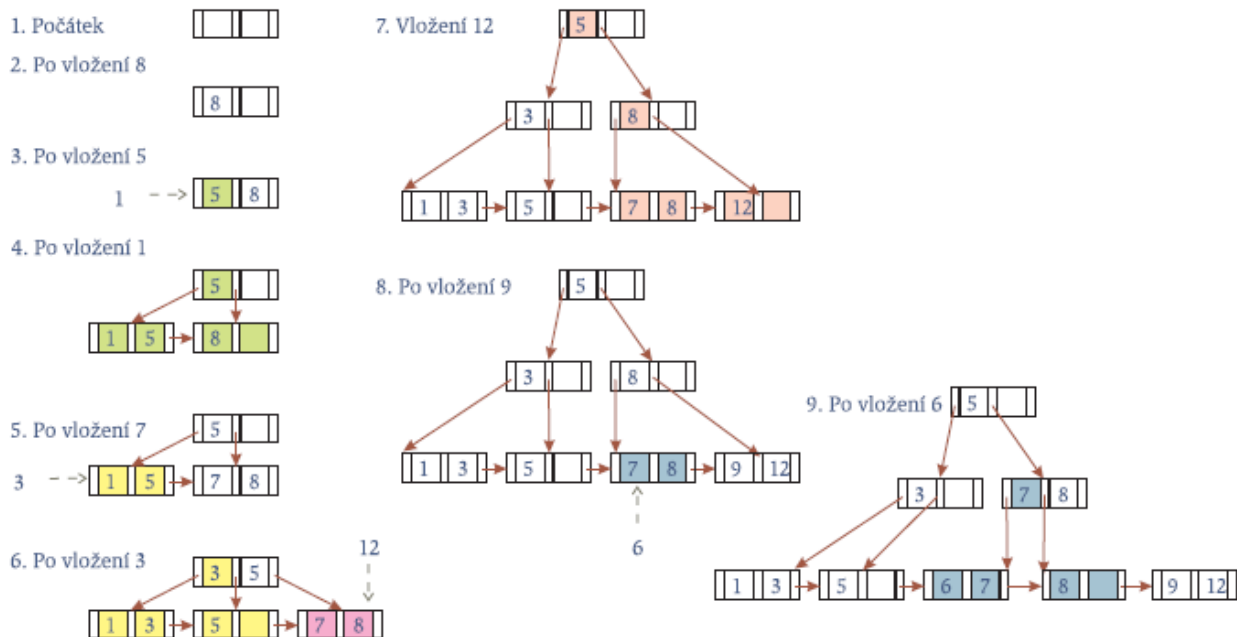 1. Počátek
2. Po vložení 8
8
3. Po vložení 5
1 5 8
4. Po vložení 1
5
1 5 8
5. Po vložení 7
5
3 1 5 7 8
6. Po vložení 3
12
3 5
1 3 5 7 8
7. Vložení 12
5
3 8
1 3 5 7 8 12
8. Po vložení 9
5
3 8
1 3 5 7 8 9 12
6
9. Po vložení 6
5
3 7 8
1 3 5 6 7 8 9 12